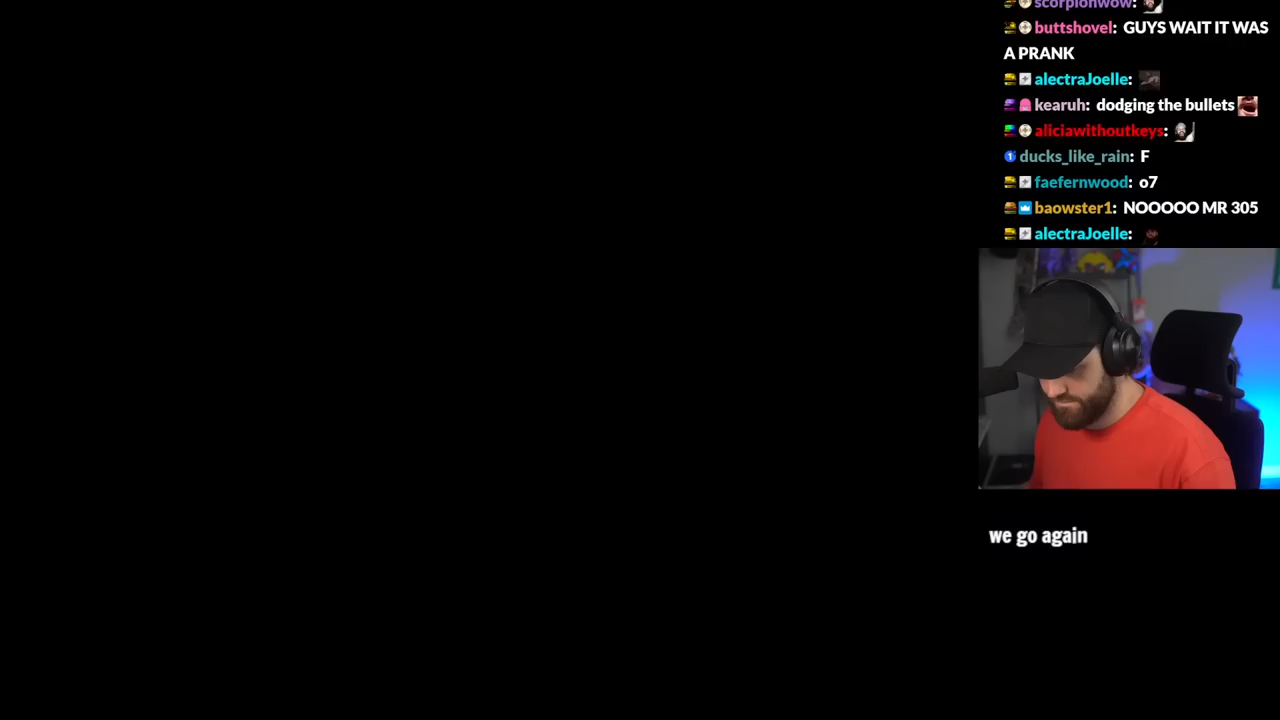 scorpionwow:
buttshovel: GUYS WAIT IT WAS
A PRANK
alectraJoelle:
kearuh: dodging the bullets
aliciawithoutkeys:
ducks_like_rain: F
faefernwood: o7
baowster1: NOOOOO MR 305
alectraJoelle:
we go again